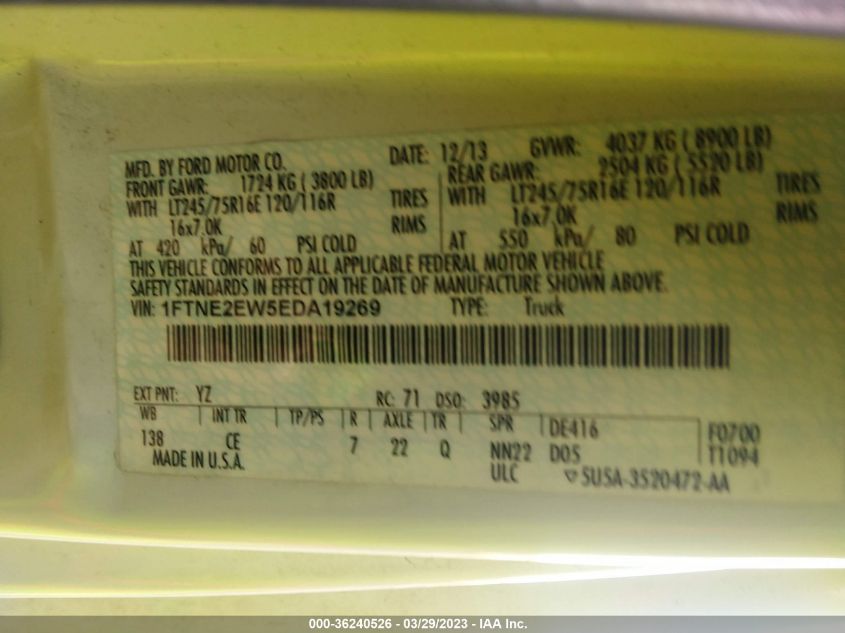 MFD. BY FORD MOTOR CO. DATE: 12/13 GVWR: 4037 KG ( 8900 LB)
FRONT GAWR: 1724 KG ( 3800 LB) REAR GAWR: 2504 KG ( 5520 LB)
WITH LT245/75R16E 120/116R TIRES WITH LT245/75R16E 120/116R TIRES
16x7.0K RIMS 16x7.0K RIMS
AT 420 kPa/ 60 PSI COLD AT 550 kPa/ 80 PSI COLD
THIS VEHICLE CONFORMS TO ALL APPLICABLE FEDERAL MOTOR VEHICLE
SAFETY STANDARDS IN EFFECT ON THE DATE OF MANUFACTURE SHOWN ABOVE.
VIN: 1FTNE2EW5EDA19269 TYPE: Truck
EXT PNT: YZ RC: 71 DSO: 3985
WB INT TR TP/PS R AXLE TR SPR DE416 F0700
138 CE 7 22 Q NN22 D05 T1094
MADE IN U.S.A. ULC ▽5U5A-3520472-AA
000-36240526 - 03/29/2023 - IAA Inc.